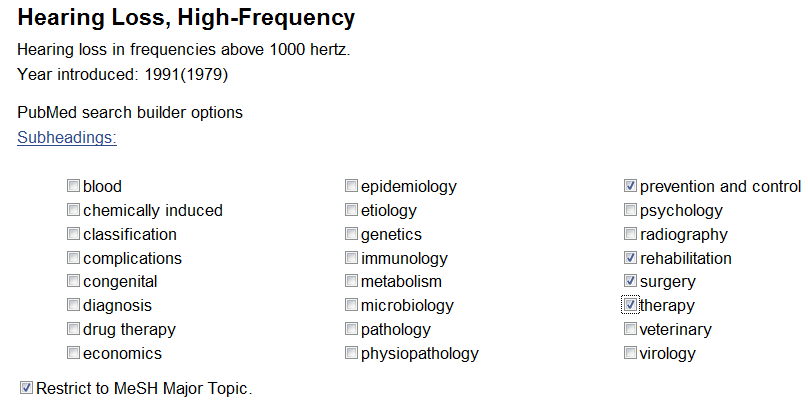 Hearing Loss, High-Frequency
Hearing loss in frequencies above 1000 hertz.
Year introduced: 1991(1979)
PubMed search builder options
Subheadings:
blood epidemiology prevention and control
chemically induced etiology psychology
classification genetics radiography
complications immunology rehabilitation
congenital metabolism surgery
diagnosis microbiology therapy
drug therapy pathology veterinary
economics physiopathology virology
Restrict to MeSH Major Topic.